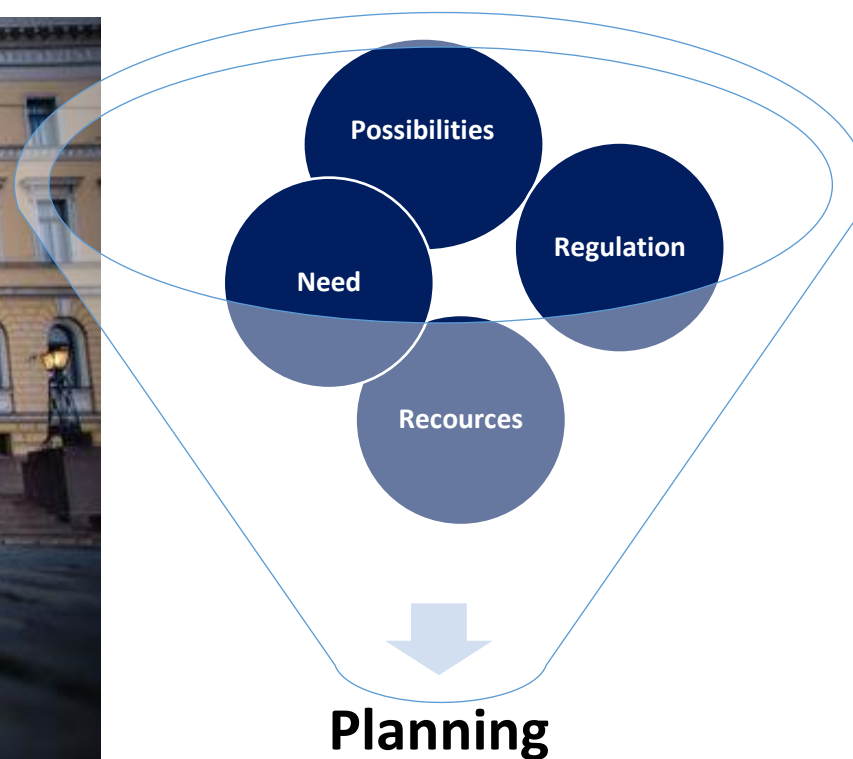 Possibilities
Regulation
Need
Recources
Planning